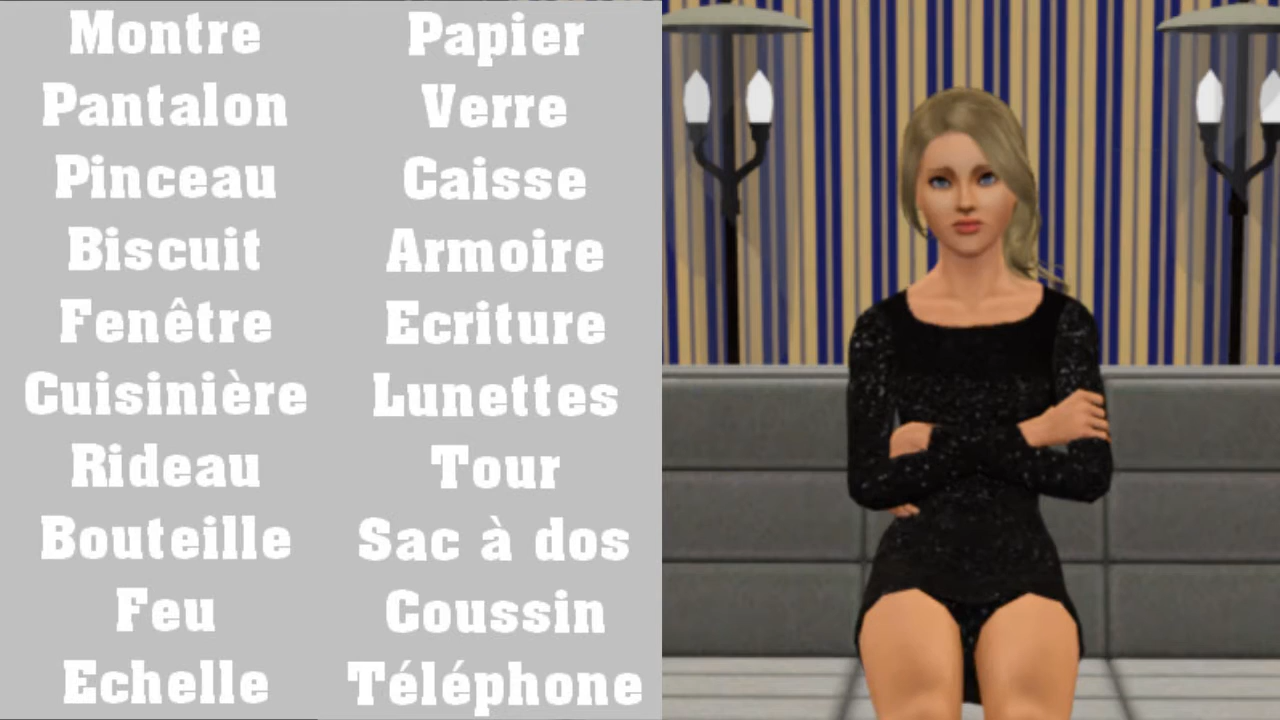 Montre
Pantalon
Pinceau
Biscuit
Fenêtre
Cuisinière
Rideau
Bouteille
Feu
Echelle
Papier
Verre
Caisse
Armoire
Ecriture
Lunettes
Tour
Sac à dos
Coussin
Téléphone